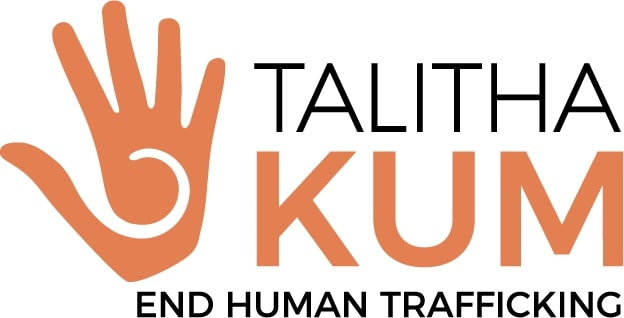 TALITHA
KUM
END HUMAN TRAFFICKING